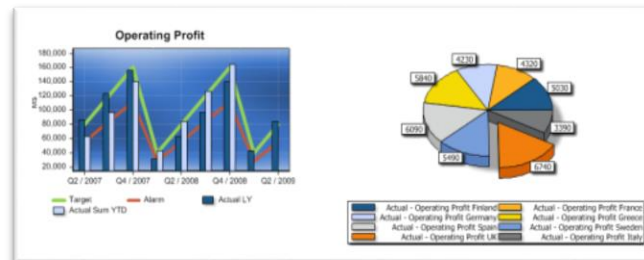 Operating Profit
180,000
160,000
140,000
120,000
100,000
80,000
60,000
40,000
20,000
Q2 / 2007
Q4 / 2007
Q2 / 2008
Q4 / 2008
Q2 / 2009
Target
Alarm
Actual LY
Actual Sum YTD
4230
4320
5840
5030
6090
3390
5490
6740
Actual - Operating Profit Finland
Actual - Operating Profit France
Actual - Operating Profit Germany
Actual - Operating Profit Greece
Actual - Operating Profit Spain
Actual - Operating Profit Sweden
Actual - Operating Profit UK
Actual - Operating Profit Italy